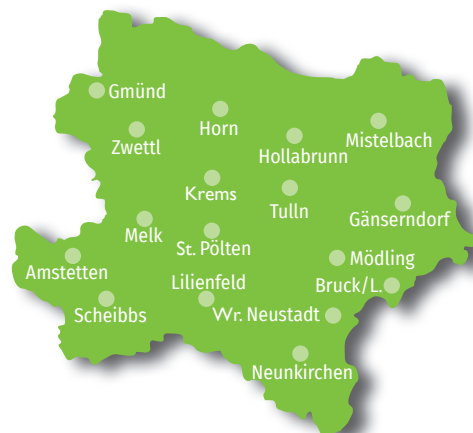 Gmünd
Horn
Mistelbach
Zwettl
Hollabrunn
Krems
Tulln
Gänserndorf
Melk
St. Pölten
Mödling
Amstetten
Lilienfeld
Bruck/L.
Scheibbs
Wr. Neustadt
Neunkirchen